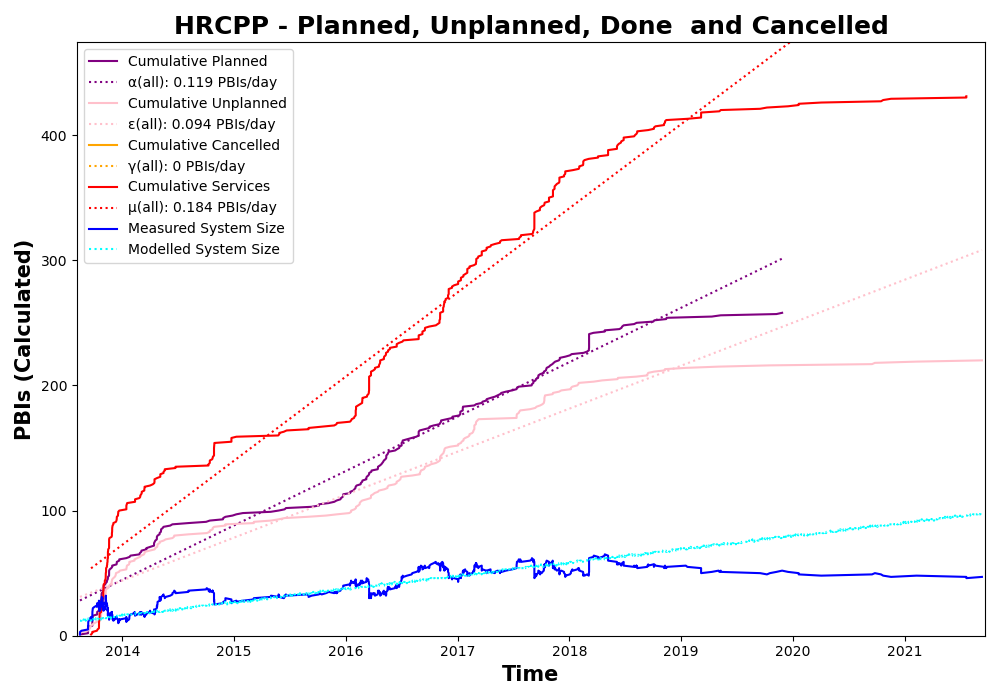 HRCPP - Planned, Unplanned, Done  and Cancelled
Cumulative Planned
α(all): 0.119 PBIs/day
Cumulative Unplanned
ε(all): 0.094 PBIs/day
Cumulative Cancelled
γ(all): 0 PBIs/day
Cumulative Services
μ(all): 0.184 PBIs/day
Measured System Size
Modelled System Size
PBIs (Calculated)
400
300
200
100
0
2014 2015 2016 2017 2018 2019 2020 2021
Time